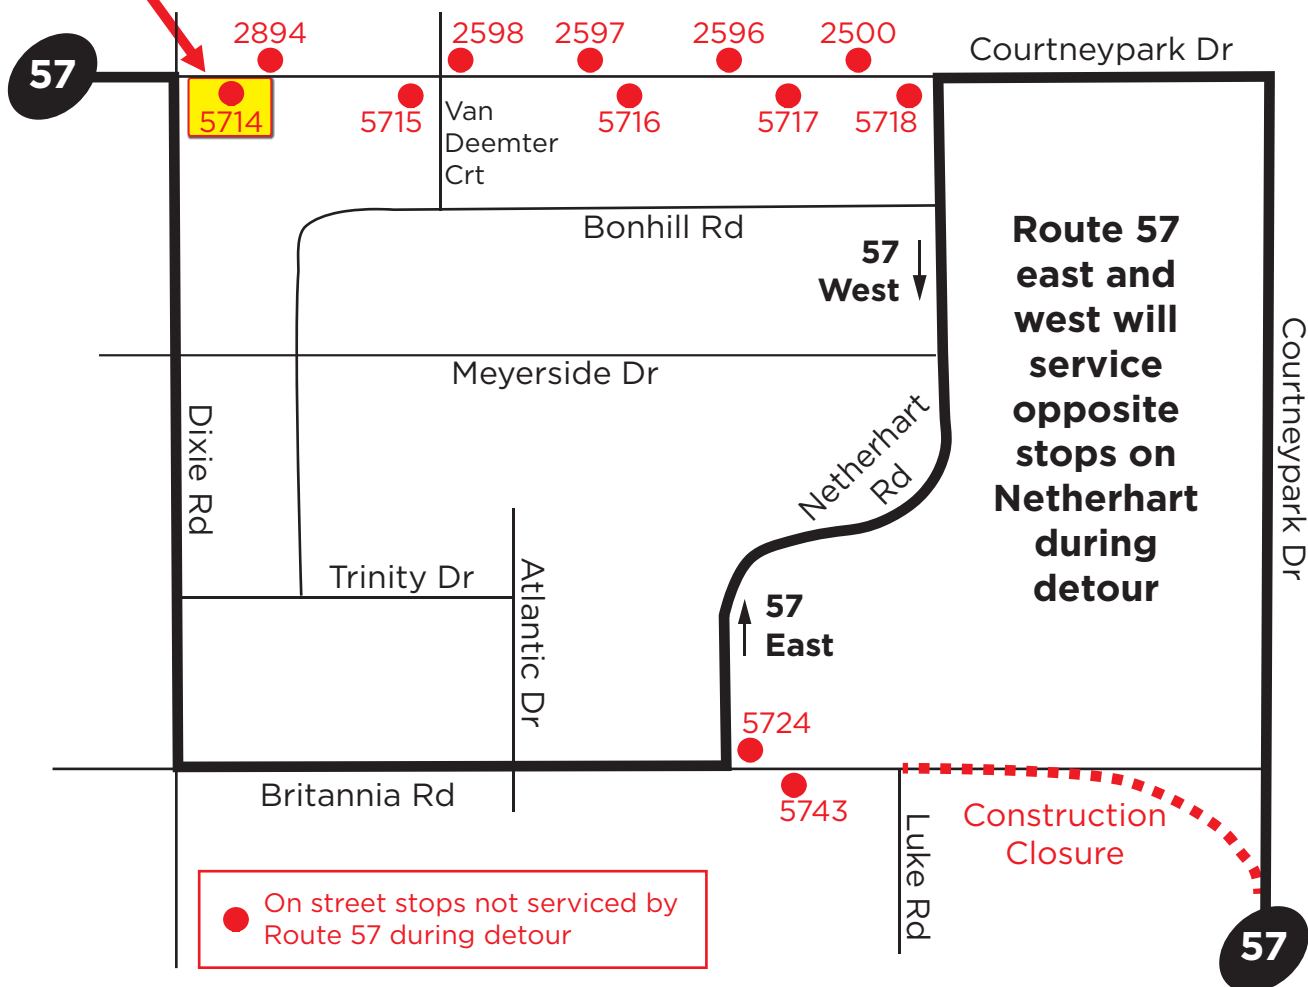 2894
2598
2597
2596
2500
Courtneypark Dr
57
5714
5715
Van
Deemter
Crt
5716
5717
5718
Bonhill Rd
57
West
Route 57
east and
west will
service
opposite
stops on
Netherhart
during
detour
Courtneypark Dr
Meyerside Dr
Dixie Rd
Netherhart
Rd
Trinity Dr
Atlantic Dr
57
East
5724
5743
Britannia Rd
Luke Rd
Construction
Closure
On street stops not serviced by
Route 57 during detour
57